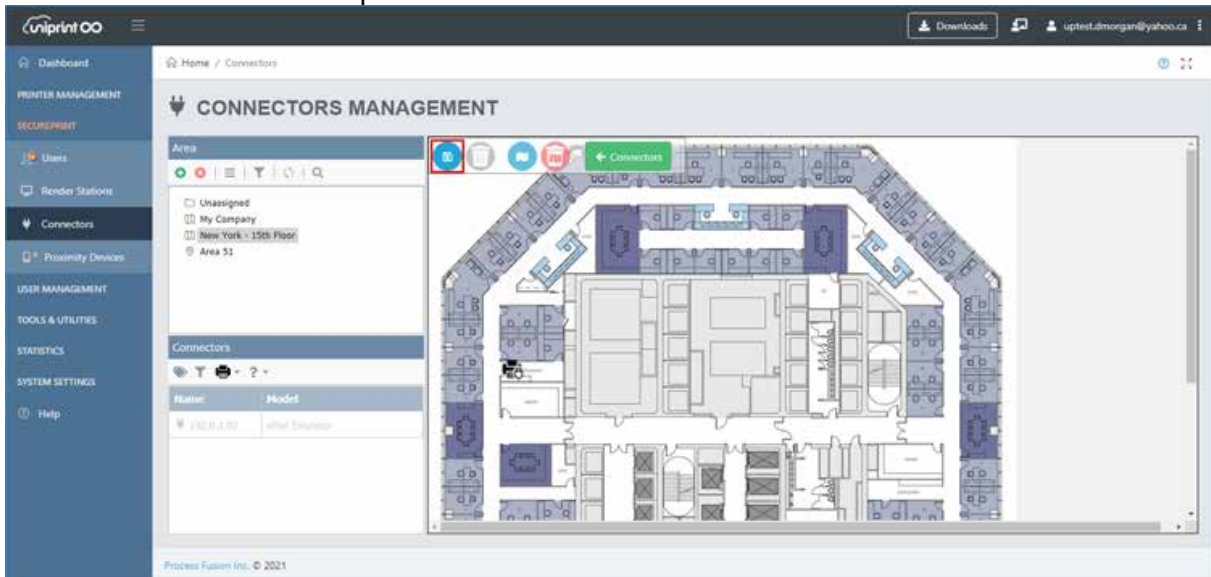 uniprint
Downloads
uptest.dmorgan@yahoo.ca
Dashboard
Home / Connectors
PRINTER MANAGEMENT
CONNECTORS MANAGEMENT
SECUREPRINT
Area
Users
Connectors
Render Stations
Unassigned
My Company
Connectors
New York - 15th Floor
Area 51
Proximity Devices
USER MANAGEMENT
TOOLS & UTILITIES
STATISTICS
Connectors
SYSTEM SETTINGS
Name Model
Help
Process Fusion Inc. © 2021